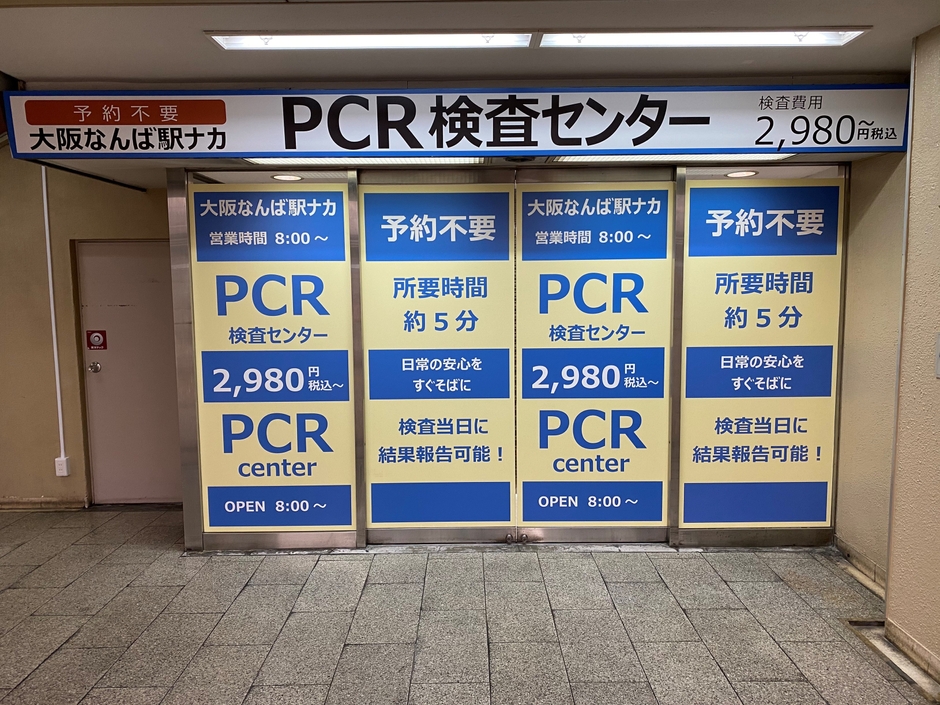 予約不要
大阪なんば駅ナカ
PCR検査センター
検査費用
2,980円税込～
大阪なんば駅ナカ
営業時間 8:00～
PCR
検査センター
2,980円税込～
PCR
center
OPEN 8:00～
予約不要
所要時間
約5分
日常の安心を
すぐそばに
検査当日に
結果報告可能！
大阪なんば駅ナカ
営業時間 8:00～
PCR
検査センター
2,980円税込～
PCR
center
OPEN 8:00～
予約不要
所要時間
約5分
日常の安心を
すぐそばに
検査当日に
結果報告可能！